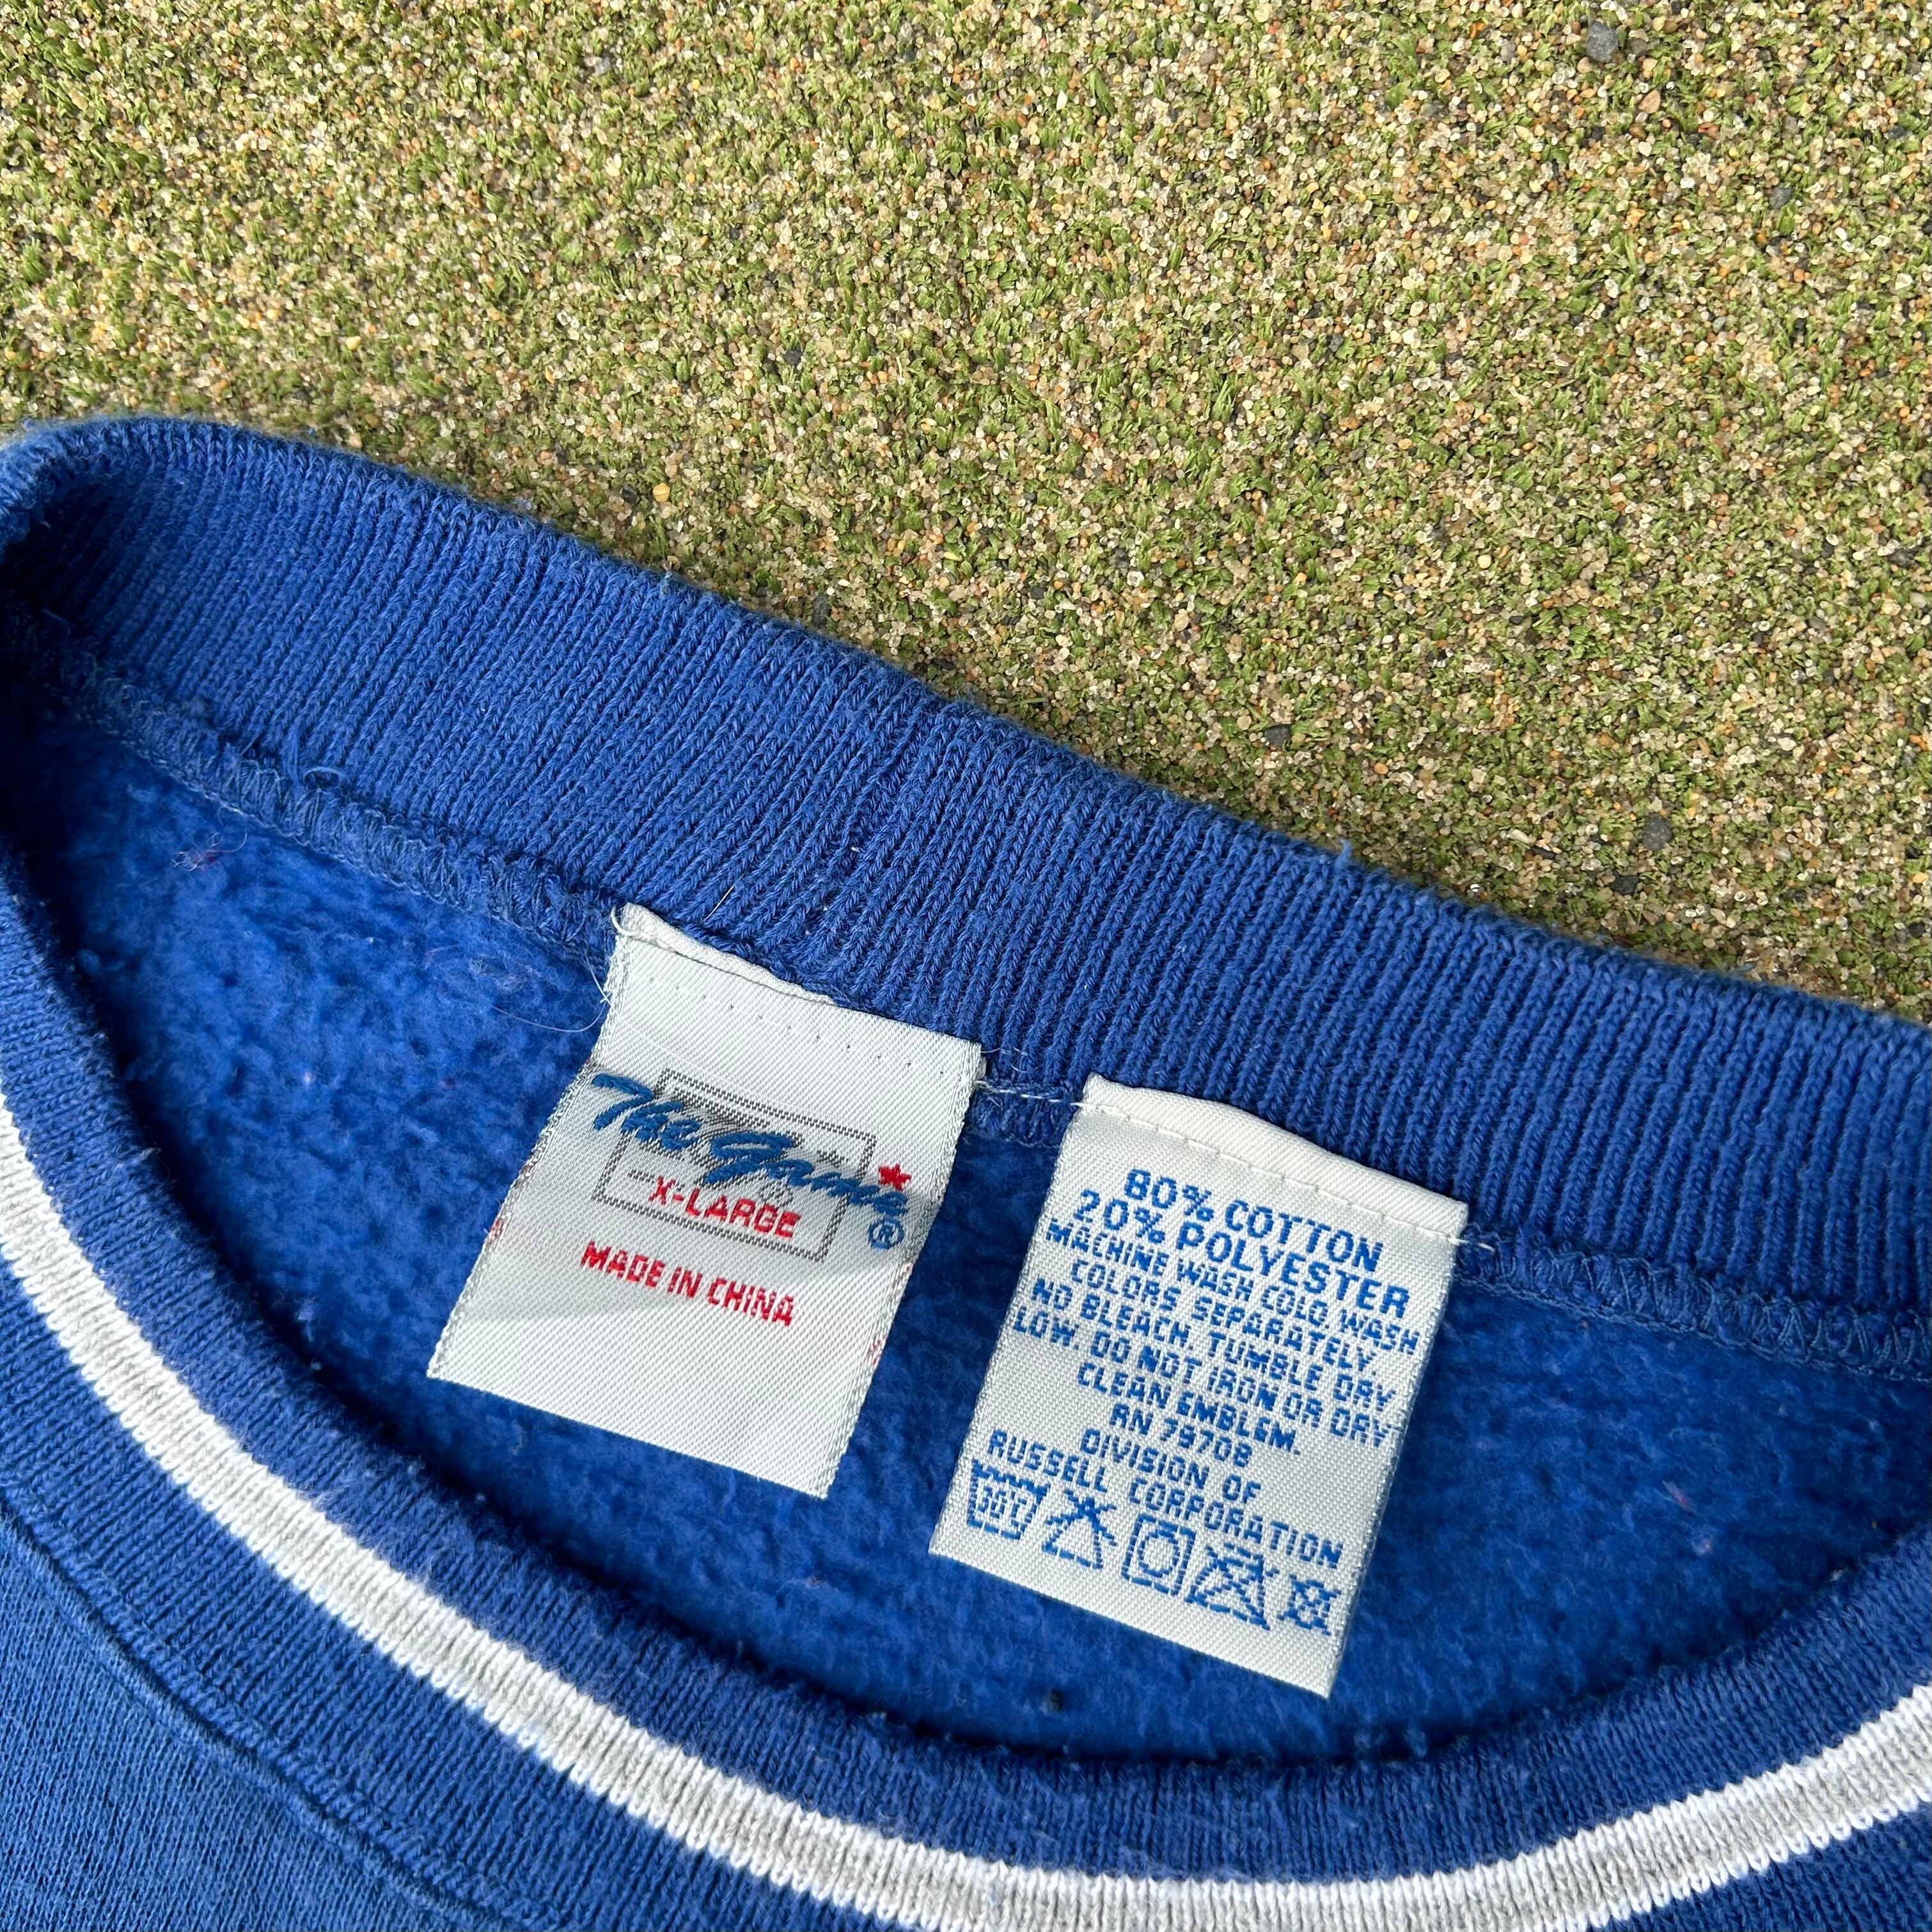 The Game
X-LARGE
®
MADE IN CHINA
80% COTTON
20% POLYESTER
MACHINE WASH COLD. WASH
COLORS SEPARATELY.
NO BLEACH. TUMBLE DRY
LOW. DO NOT IRON OR DRY
CLEAN EMBLEM.
RN 79708
DIVISION OF
RUSSELL CORPORATION
30°C